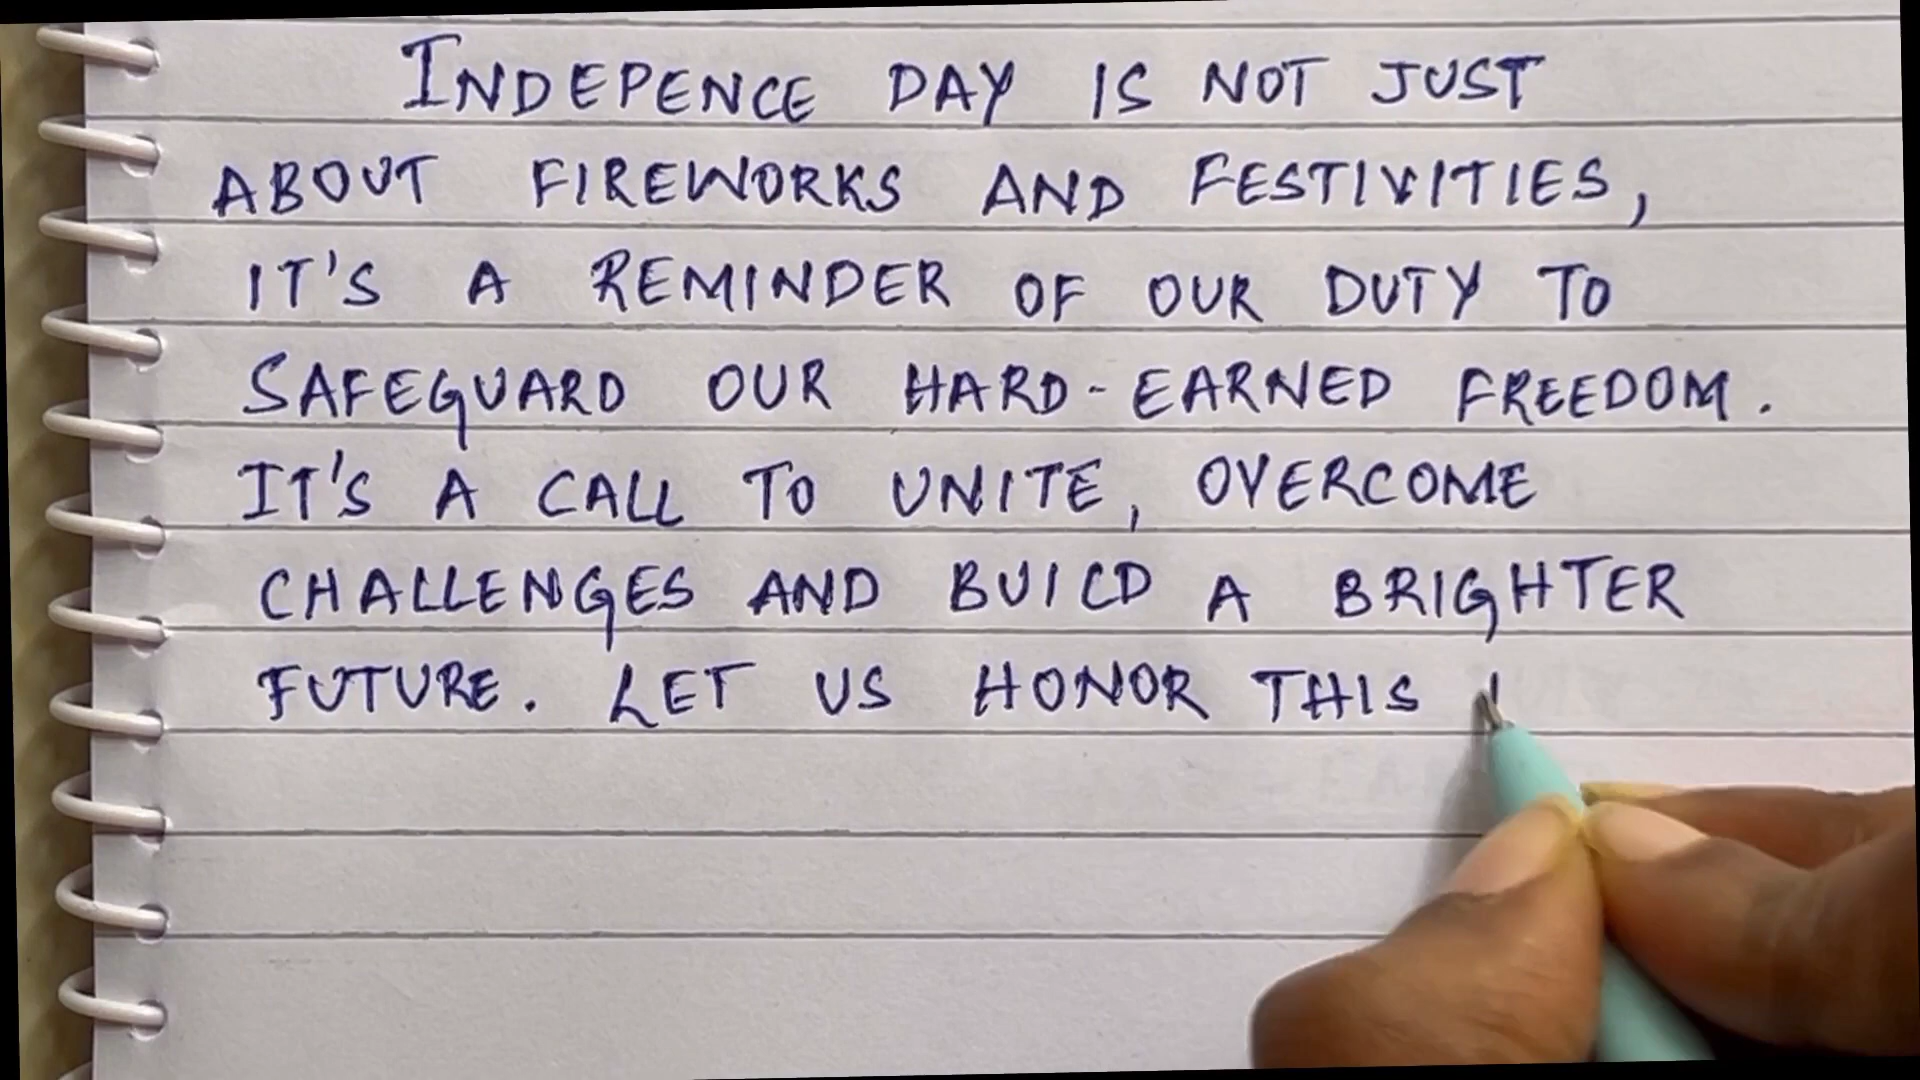 INDEPENCE DAY IS NOT JUST
ABOUT FIREWORKS AND FESTIVITIES,
IT'S A REMINDER OF OUR DUTY TO
SAFEGUARD OUR HARD-EARNED FREEDOM.
IT'S A CALL TO UNITE, OVERCOME
CHALLENGES AND BUILD A BRIGHTER
FUTURE. LET US HONOR THIS